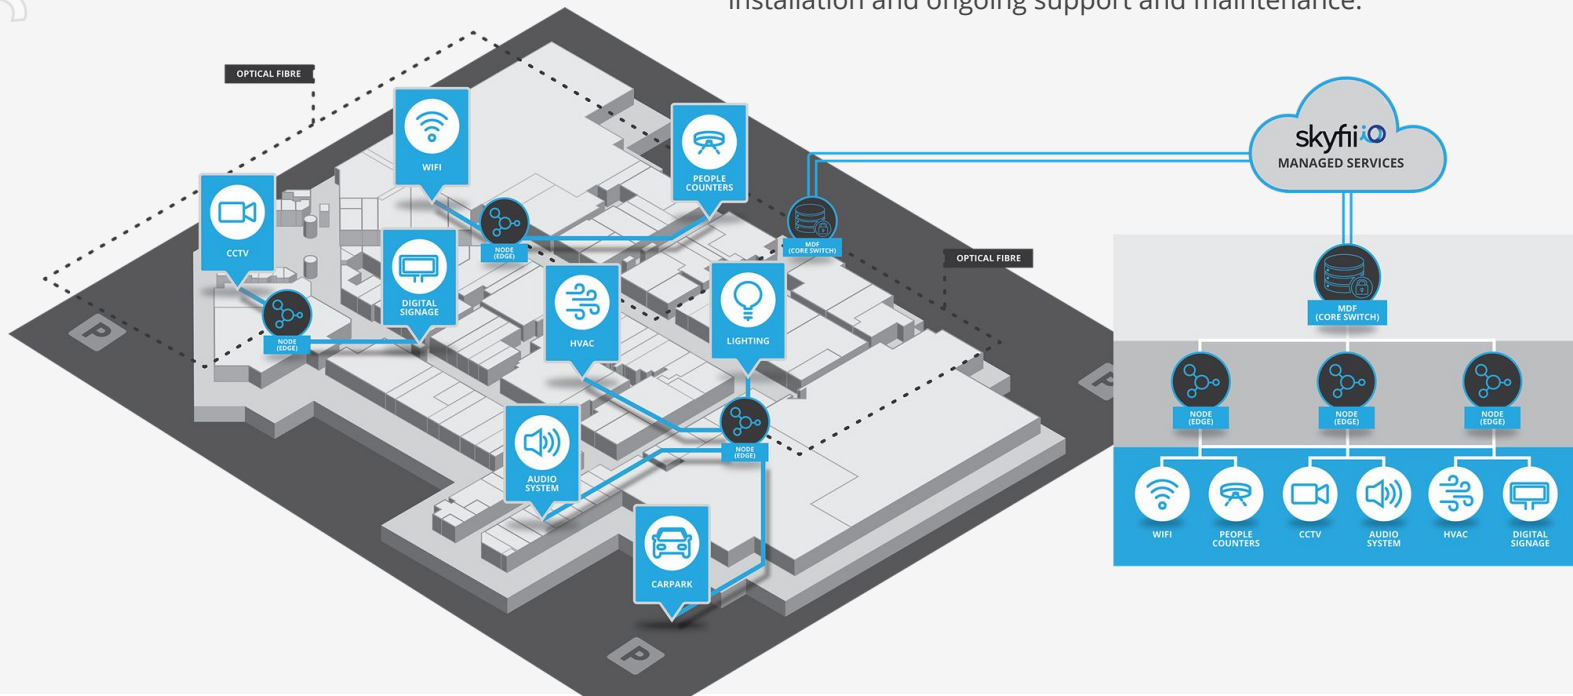 installation and ongoing support and maintenance.
OPTICAL FIBRE
WIFI
PEOPLE
COUNTERS
CCTV
NODE
(EDGE)
MDF
(CORE SWITCH)
OPTICAL FIBRE
DIGITAL
SIGNAGE
NODE
(EDGE)
HVAC
LIGHTING
NODE
(EDGE)
AUDIO
SYSTEM
CARPARK
P
P
P
skyfii iO
MANAGED SERVICES
MDF
(CORE SWITCH)
NODE
(EDGE)
NODE
(EDGE)
NODE
(EDGE)
WIFI
PEOPLE
COUNTERS
CCTV
AUDIO
SYSTEM
HVAC
DIGITAL
SIGNAGE